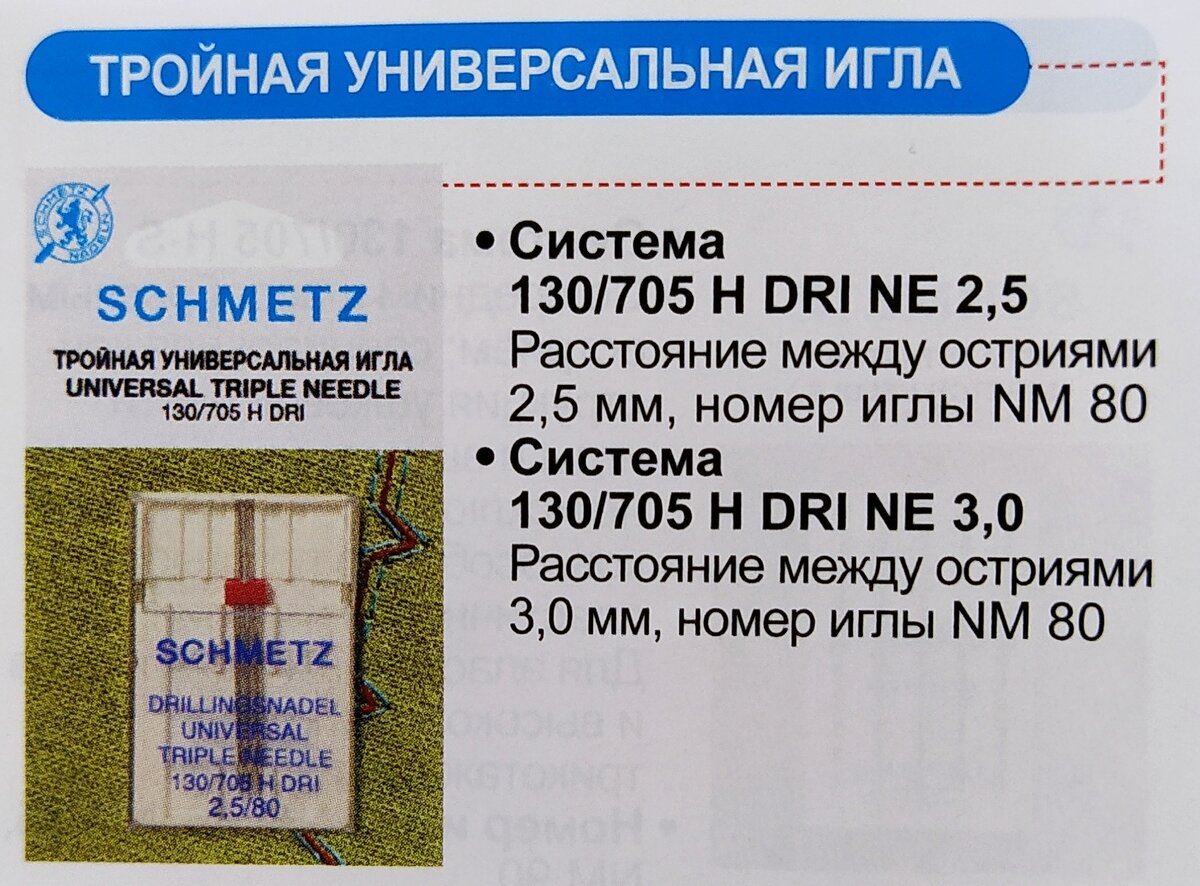 ТРОЙНАЯ УНИВЕРСАЛЬНАЯ ИГЛА
SCHMETZ
NADELN
SCHMETZ
ТРОЙНАЯ УНИВЕРСАЛЬНАЯ ИГЛА
UNIVERSAL TRIPLE NEEDLE
130/705 H DRI
SCHMETZ
DRILLINGSNADEL
UNIVERSAL
TRIPLE NEEDLE
130/705 H DRI
2,5/80
• Система
130/705 H DRI NE 2,5
Расстояние между остриями
2,5 мм, номер иглы NM 80
• Система
130/705 H DRI NE 3,0
Расстояние между остриями
3,0 мм, номер иглы NM 80